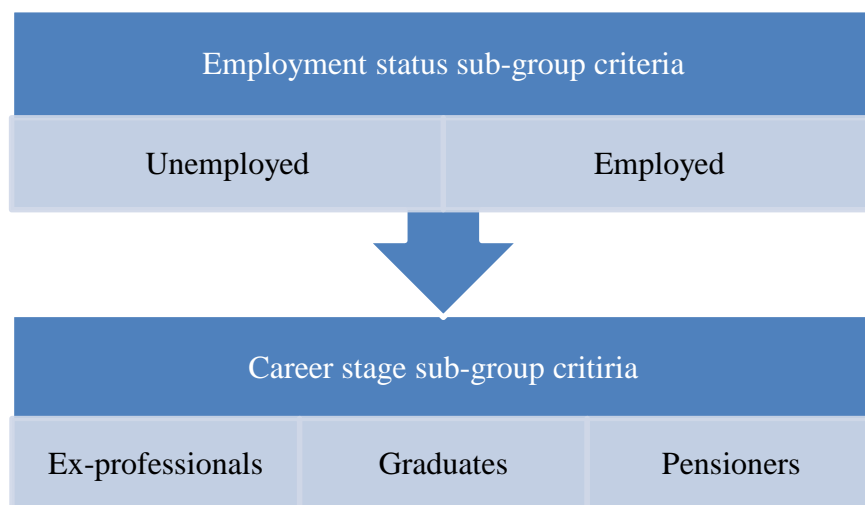 Employment status sub-group criteria
Unemployed Employed
Career stage sub-group critiria
Ex-professionals Graduates Pensioners